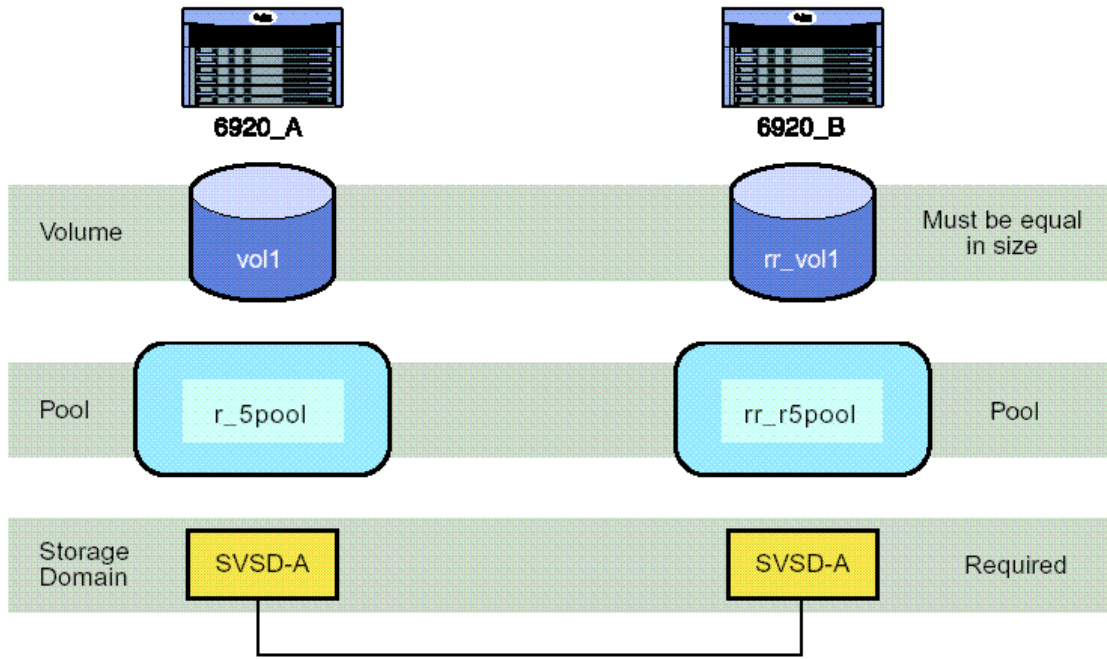 6920_A
6920_B
Volume
vol1
rr_vol1
Must be equal
in size
Pool
r_5pool
rr_r5pool
Pool
Storage
Domain
SVSD-A
SVSD-A
Required